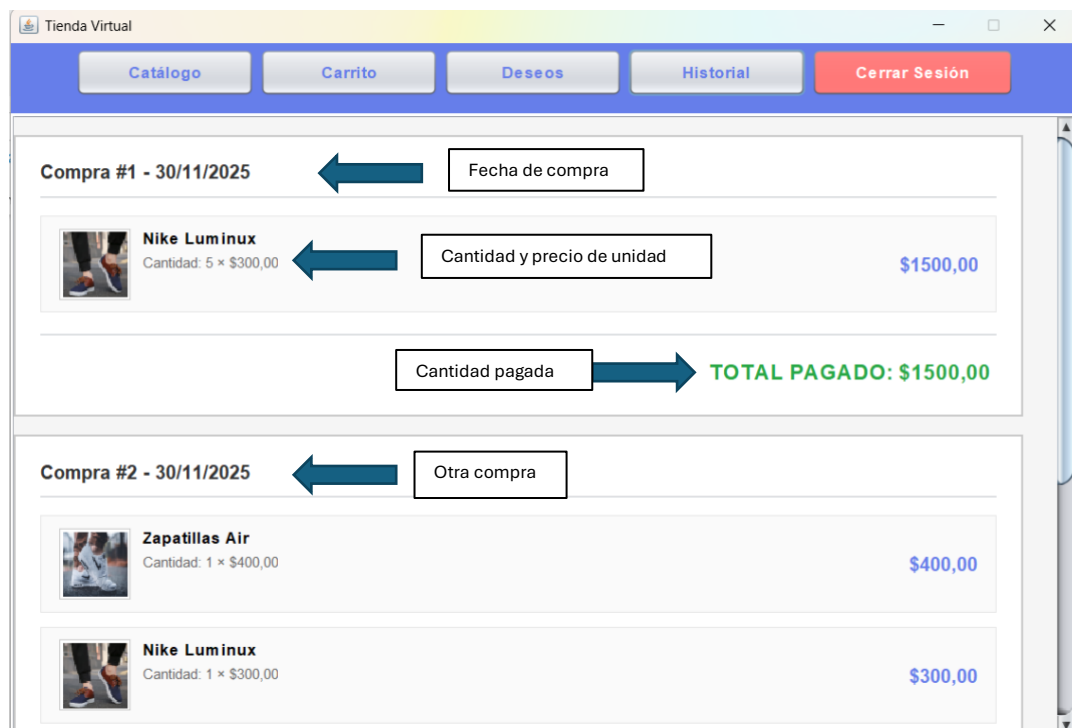 Tienda Virtual
Catálogo Carrito Deseos Historial Cerrar Sesión
Compra #1 - 30/11/2025 Fecha de compra
Nike Luminux
Cantidad: 5 × $300,00 Cantidad y precio de unidad $1500,00
Cantidad pagada TOTAL PAGADO: $1500,00
Compra #2 - 30/11/2025 Otra compra
Zapatillas Air
Cantidad: 1 × $400,00 $400,00
Nike Luminux
Cantidad: 1 × $300,00 $300,00